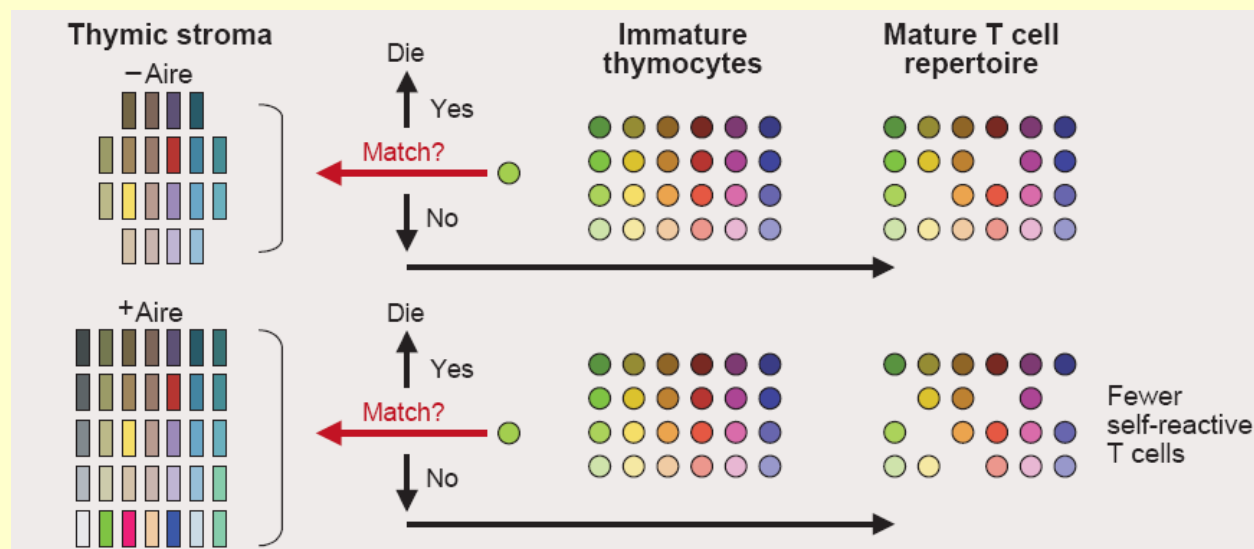 Thymic stroma
Immature
thymocytes
Mature T cell
repertoire
−Aire
Die
Yes
Match?
No
+Aire
Die
Yes
Match?
No
Fewer
self-reactive
T cells